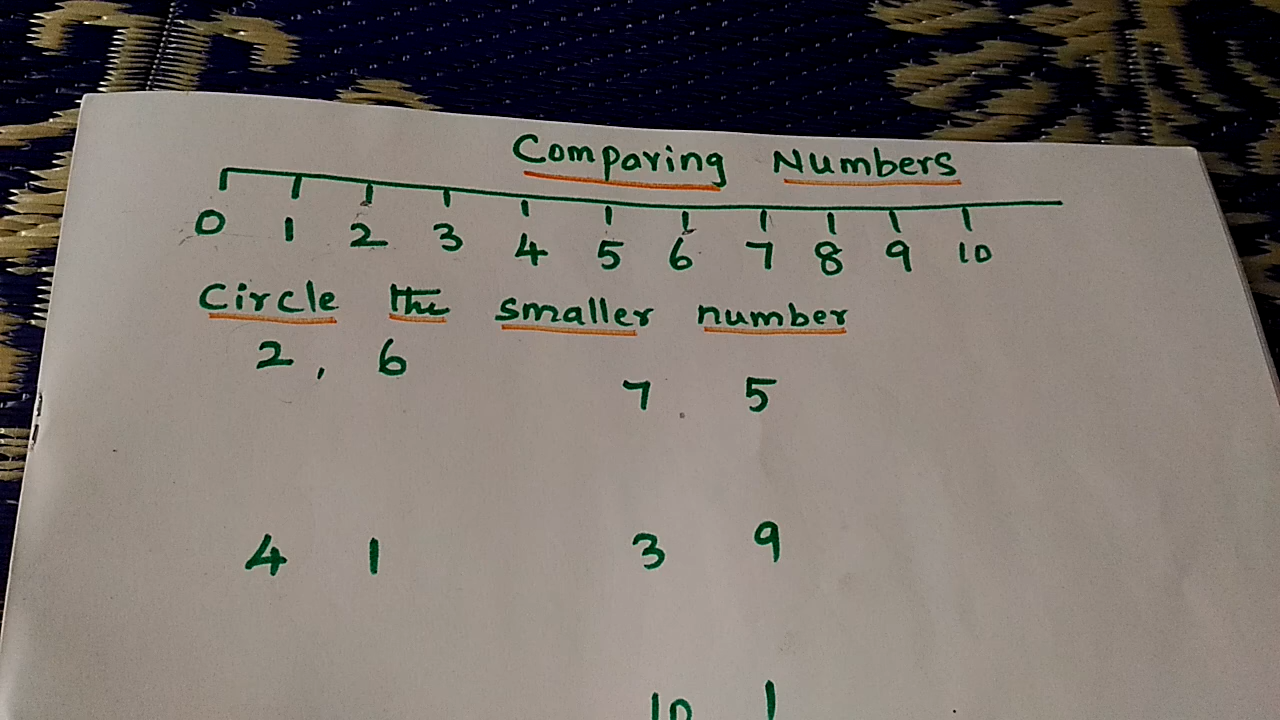 Comparing Numbers
0 1 2 3 4 5 6 7 8 9 10
Circle the smaller number
2, 6 7 5
4 1 3 9
10 1